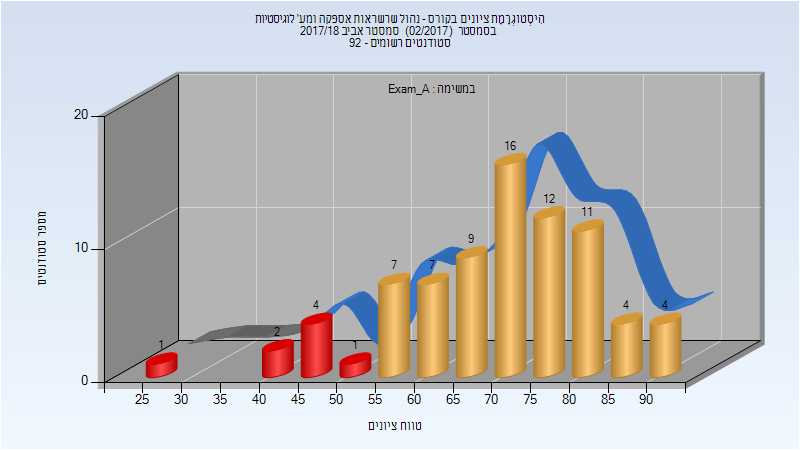 הִיסְטוֹגְרָמַת ציונים בקורס - נהול שרשראות אספקה ומע' לוגיסטיות
בסמסטר (02/2017) סמסטר אביב 2017/18
סטודנטים רשומים - 92
במשימה : Exam_A
מספר סטודנטים
20
10
0
1
2
4
1
7
7
9
16
12
11
4
4
25 30 35 40 45 50 55 60 65 70 75 80 85 90
טווח ציונים